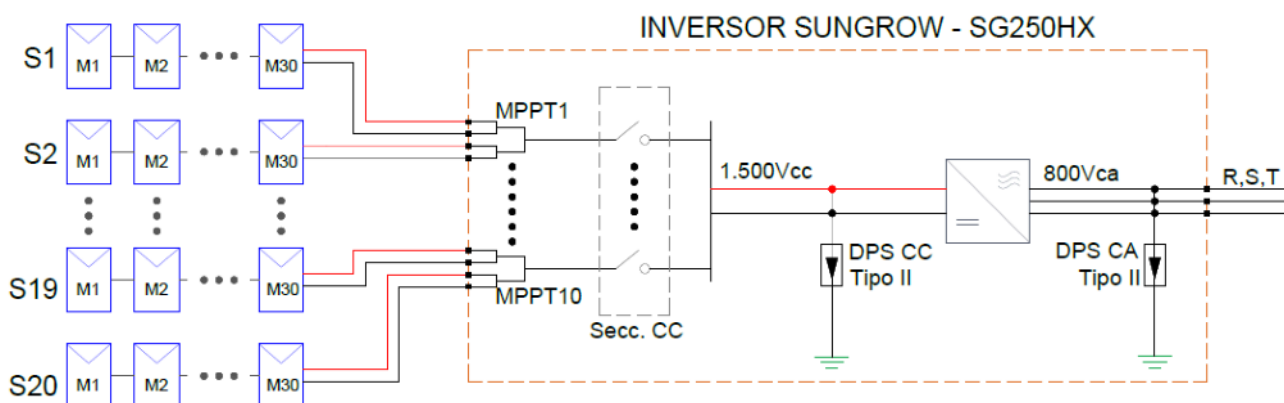 INVERSOR SUNGROW - SG250HX
S1
M1
M2
M30
MPPT1
S2
M1
M2
M30
1.500Vcc
800Vca
R,S,T
DPS CC
Tipo II
DPS CA
Tipo II
S19
M1
M2
M30
MPPT10
Secc. CC
S20
M1
M2
M30